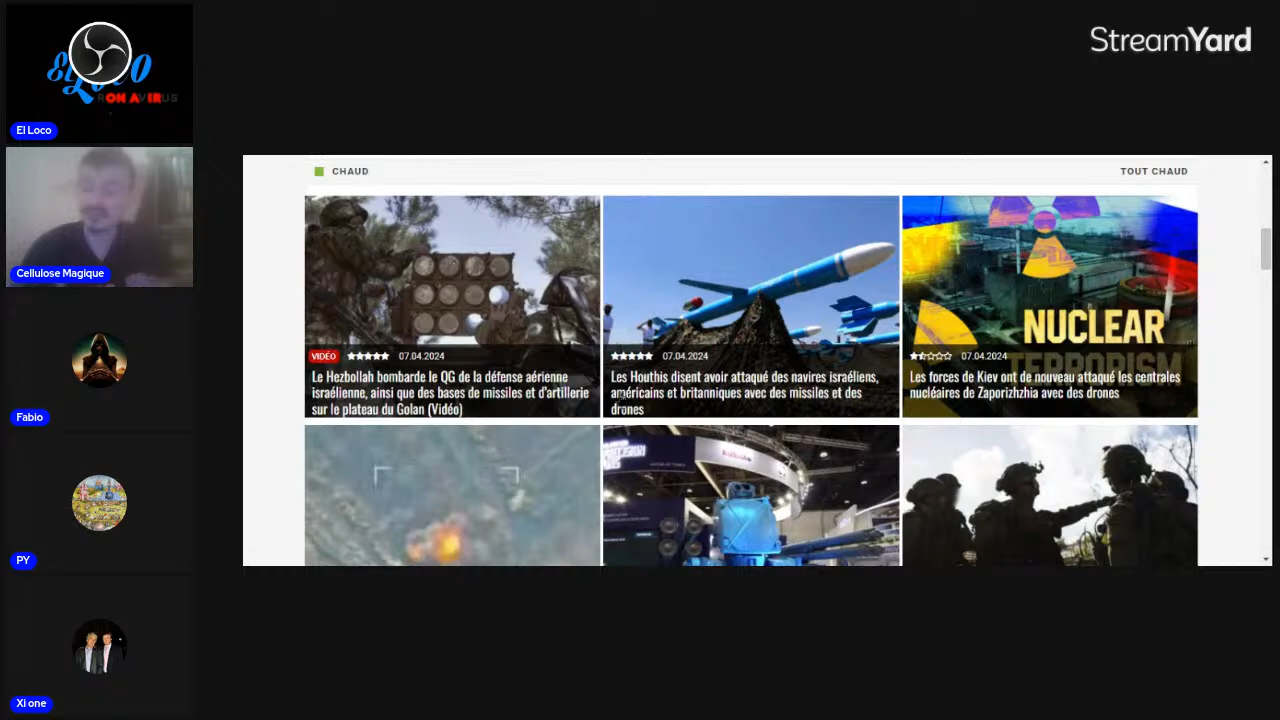 StreamYard
El Loco
Cellulose Magique
Fabio
PY
Xi one
CHAUD
TOUT CHAUD
VIDÉO
07.04.2024
Le Hezbollah bombarde le QG de la défense aérienne
israélienne, ainsi que des bases de missiles et d'artillerie
sur le plateau du Golan (Vidéo)
07.04.2024
Les Houthis disent avoir attaqué des navires israéliens,
américains et britanniques avec des missiles et des
drones
NUCLEAR
TERRORISM
07.04.2024
Les forces de Kiev ont de nouveau attaqué les centrales
nucléaires de Zaporizhzhia avec des drones